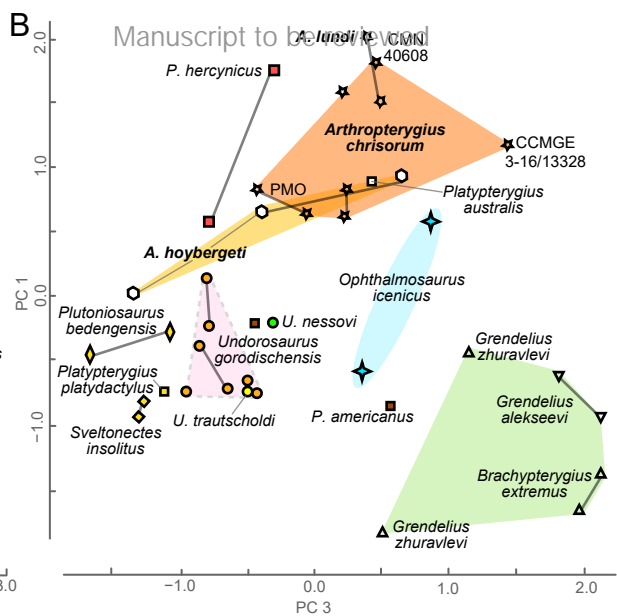 B
Manuscript to be reviewed
A. lundi
CMN
40608
P. hercynicus
Arthropterygius
chrisorum
CCMGE
3-16/13328
PMO
Platypterygius
australis
A. hoybergeti
Ophthalmosaurus
icenicus
Plutoniosaurus
bedengensis
U. nessovi
Undorosaurus
gorodischensis
Grendelius
zhuravlevi
Platypterygius
platydactylus
Grendelius
alekseevi
U. trautscholdi
P. americanus
Sveltonectes
insolitus
Brachypterygius
extremus
Grendelius
zhuravlevi
2.0
1.0
0.0
−1.0
PC 1
s
3.0
−1.0
0.0
1.0
2.0
PC 3